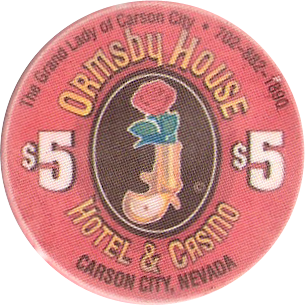 The Grand Lady of Carson City • 702-882-1890
ORMSBY HOUSE
$5 $5
©
HOTEL & CASINO
CARSON CITY, NEVADA